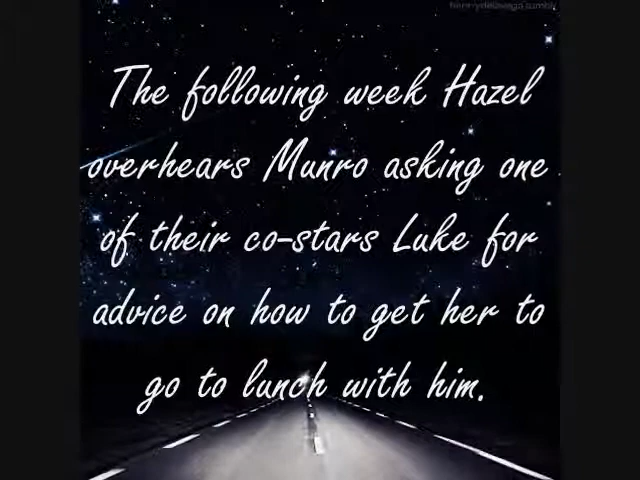 The following week Hazel
overhears Munro asking one
of their co-stars Luke for
advice on how to get her to
go to lunch with him.